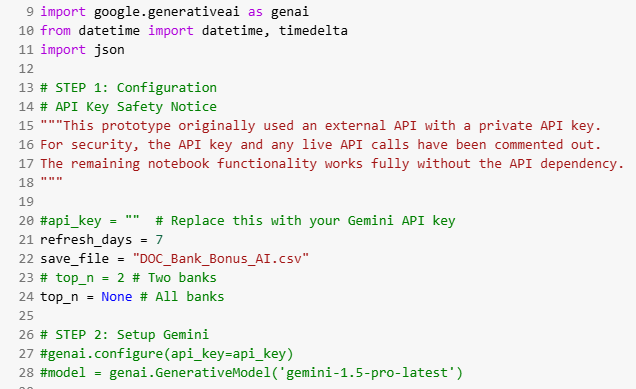 9 import google.generativeai as genai
10 from datetime import datetime, timedelta
11 import json
12
13 # STEP 1: Configuration
14 # API Key Safety Notice
15 """This prototype originally used an external API with a private API key.
16 For security, the API key and any live API calls have been commented out.
17 The remaining notebook functionality works fully without the API dependency.
18 """
19
20 #api_key = ""  # Replace this with your Gemini API key
21 refresh_days = 7
22 save_file = "DOC_Bank_Bonus_AI.csv"
23 # top_n = 2 # Two banks
24 top_n = None # All banks
25
26 # STEP 2: Setup Gemini
27 #genai.configure(api_key=api_key)
28 #model = genai.GenerativeModel('gemini-1.5-pro-latest')